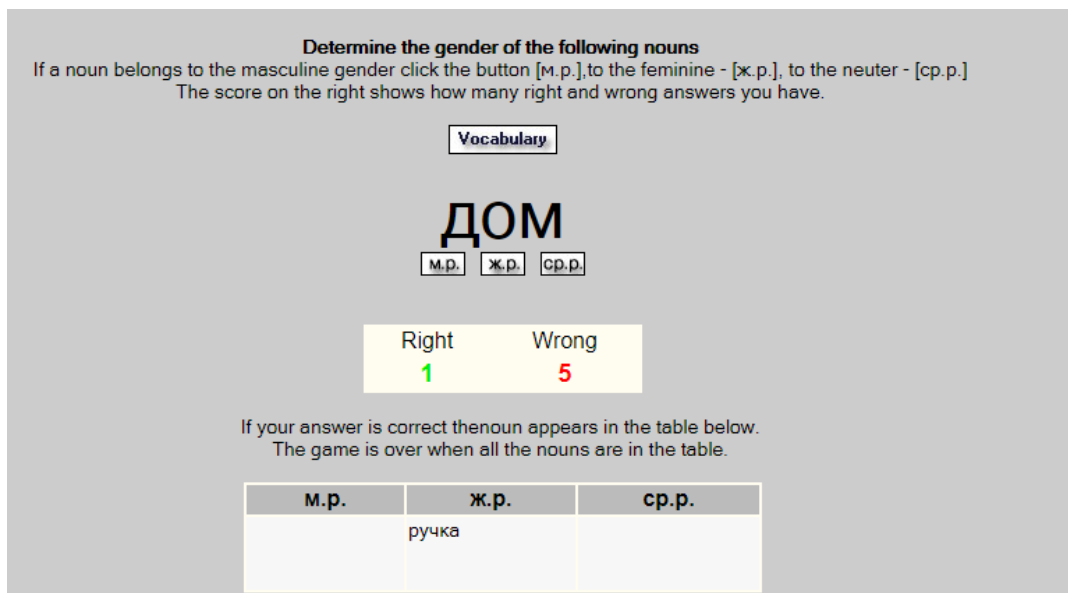 Determine the gender of the following nouns
If a noun belongs to the masculine gender click the button [м.р.],to the feminine - [ж.р.], to the neuter - [ср.р.]
The score on the right shows how many right and wrong answers you have.
Vocabulary
дом
м.р. ж.р. ср.р.
Right Wrong
1 5
If your answer is correct thenoun appears in the table below.
The game is over when all the nouns are in the table.
м.р. ж.р. ср.р.
ручка